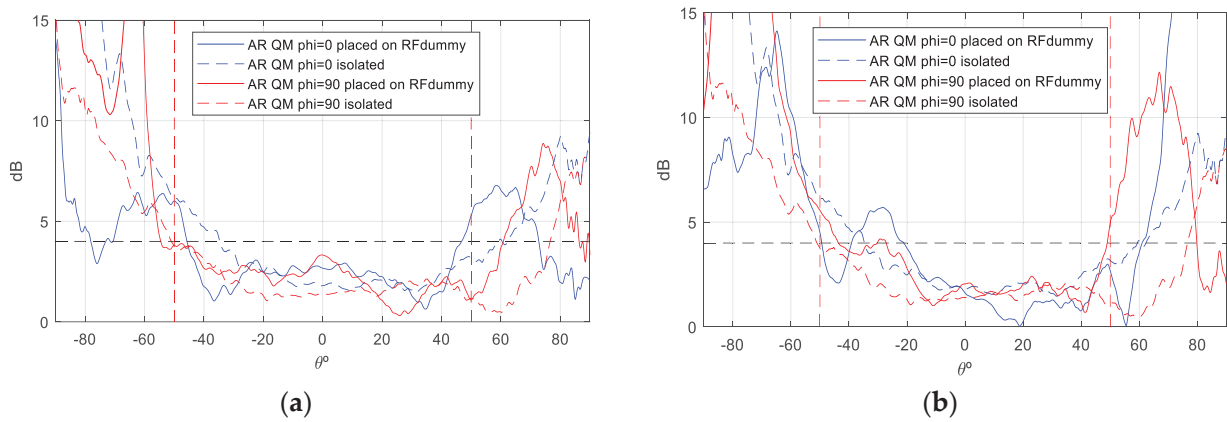 15
10
5
0
dB
-80 -60 -40 -20 0 20 40 60 80
θº
AR QM phi=0 placed on RFdummy
AR QM phi=0 isolated
AR QM phi=90 placed on RFdummy
AR QM phi=90 isolated
(a)
15
10
5
0
dB
-80 -60 -40 -20 0 20 40 60 80
θº
AR QM phi=0 placed on RFdummy
AR QM phi=0 isolated
AR QM phi=90 placed on RFdummy
AR QM phi=90 isolated
(b)